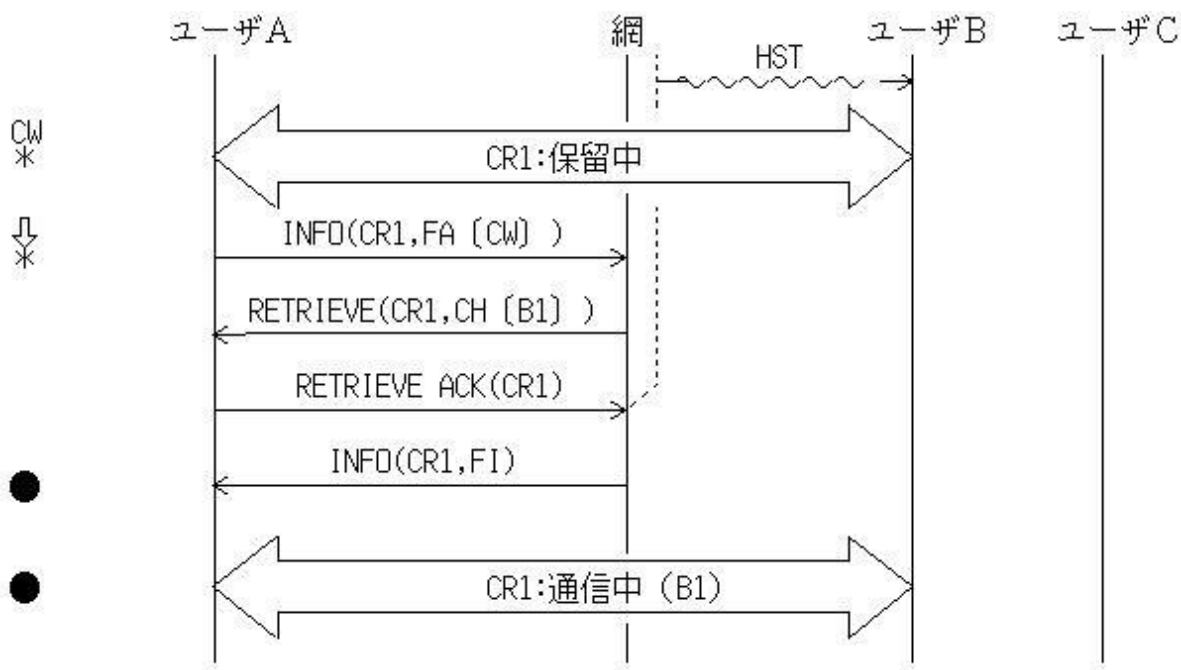 ユーザA 網 ユーザB ユーザC
HST
CW
*
CR1:保留中
INFO(CR1,FA〔CW〕)
*
RETRIEVE(CR1,CH〔B1〕)
RETRIEVE ACK(CR1)
INFO(CR1,FI)
CR1:通信中(B1)